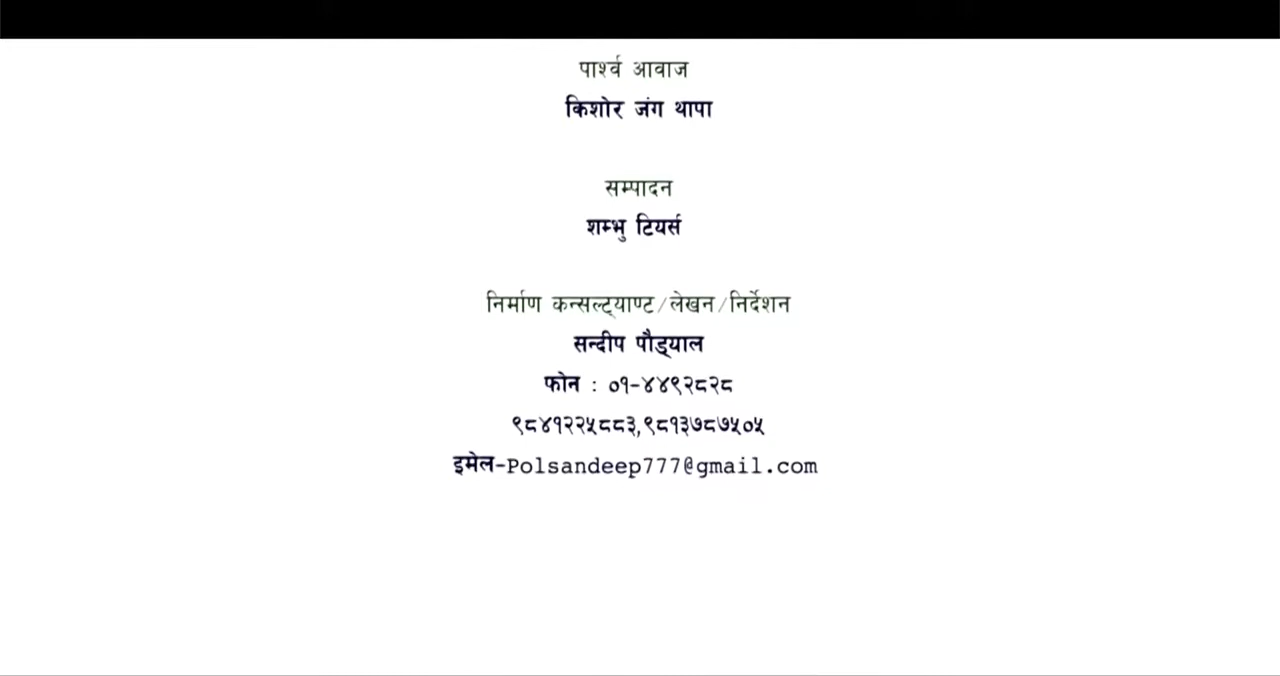 पार्श्व आवाज
किशोर जंग थापा
सम्पादन
शम्भु टियर्स
निर्माण कन्सल्ट्याण्ट/लेखन/निर्देशन
सन्दीप पौड्याल
फोन : ०१-४४९२८२८
९८४१२२५८८३,९८१३७८७५०५
इमेल-Polsandeep777@gmail.com